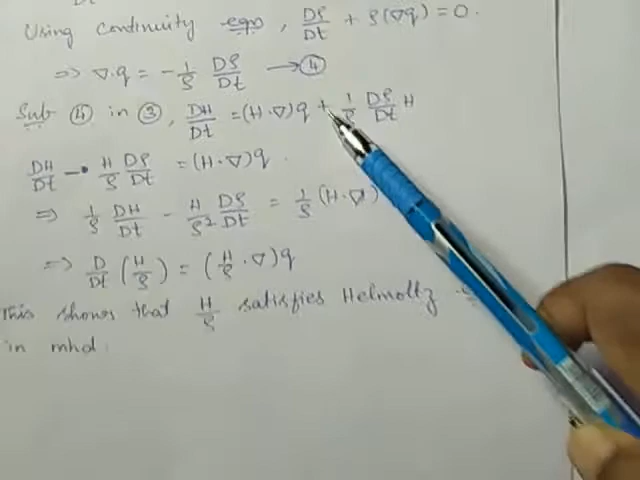 Using Continuity eqn, Dρ/Dt + ρ(∇q) = 0.
⇒ ∇.q = -1/ρ Dρ/Dt → ④
Sub ④ in ③, DH/Dt = (H.∇)q + 1/ρ Dρ/Dt H
DH/Dt - H/ρ Dρ/Dt = (H.∇)q.
⇒ 1/ρ DH/Dt - H/ρ² Dρ/Dt = 1/ρ (H.∇)
⇒ D/Dt (H/ρ) = (H/ρ . ∇)q
This shows that H/ρ satisfies Helmoltz
in mhd.